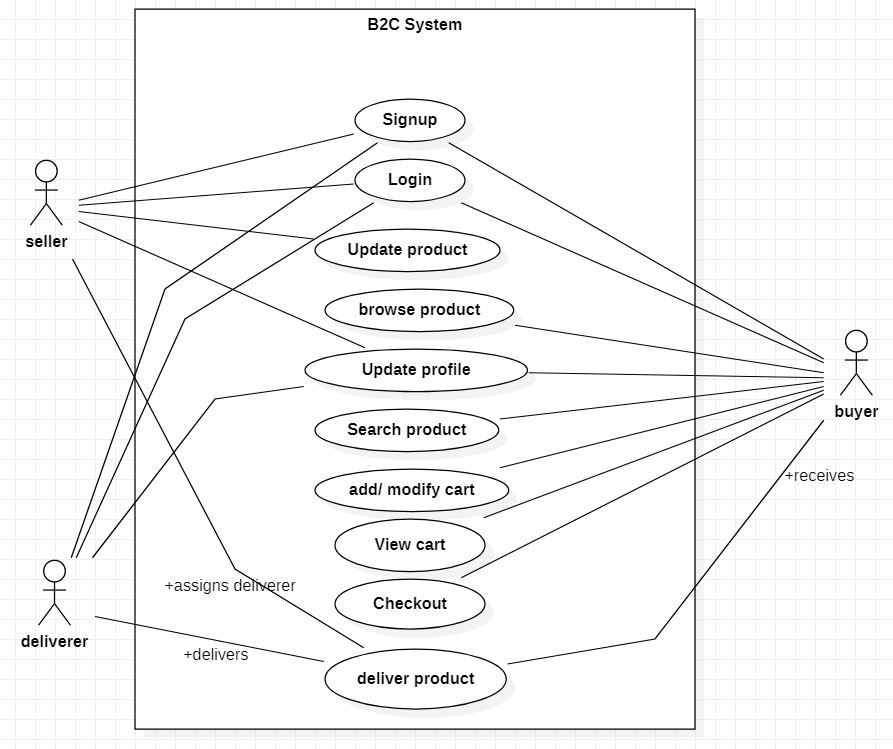 B2C System
Signup
Login
Update product
seller
browse product
Update profile
buyer
Search product
+receives
add/ modify cart
View cart
+assigns deliverer
Checkout
deliverer
+delivers
deliver product